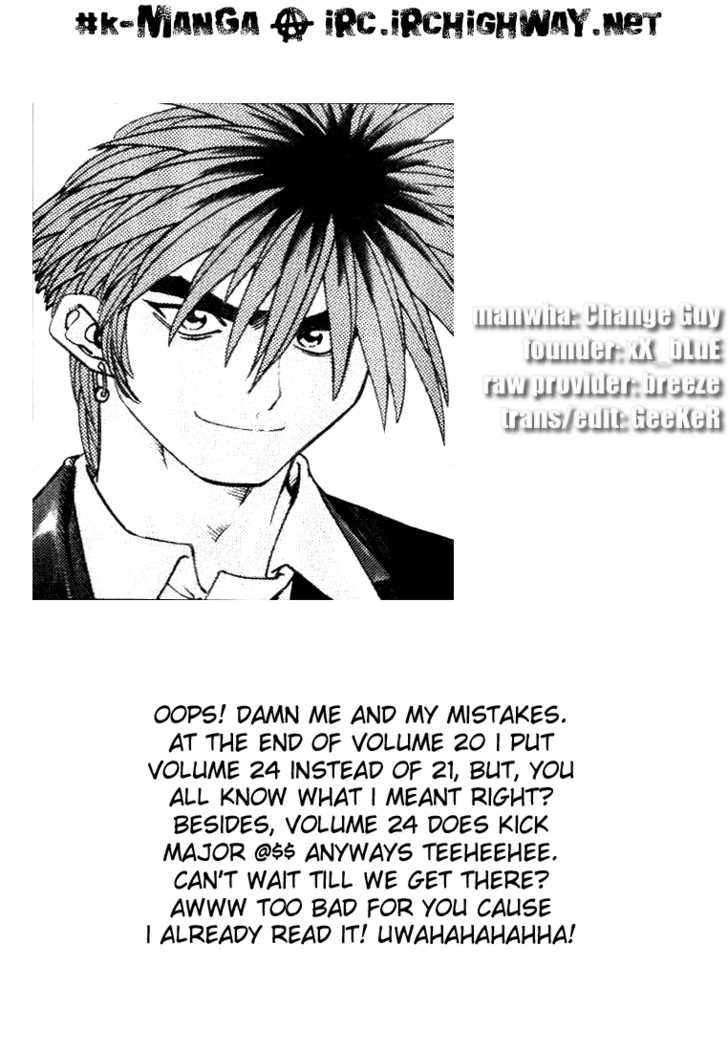 #k-MANGA @ iRC.iRCHiGHWAY.NeT
manwha: Change Guy
founder: xX_bLuE
raw provider: breeze
trans/edit: GeeKeR
OOPS! DAMN ME AND MY MISTAKES.
AT THE END OF VOLUME 20 I PUT
VOLUME 24 INSTEAD OF 21, BUT, YOU
ALL KNOW WHAT I MEANT RIGHT?
BESIDES, VOLUME 24 DOES KICK
MAJOR @$$ ANYWAYS TEEHEEHEE.
CAN'T WAIT TILL WE GET THERE?
AWWW TOO BAD FOR YOU CAUSE
I ALREADY READ IT! UWAHAHAHAHHA!